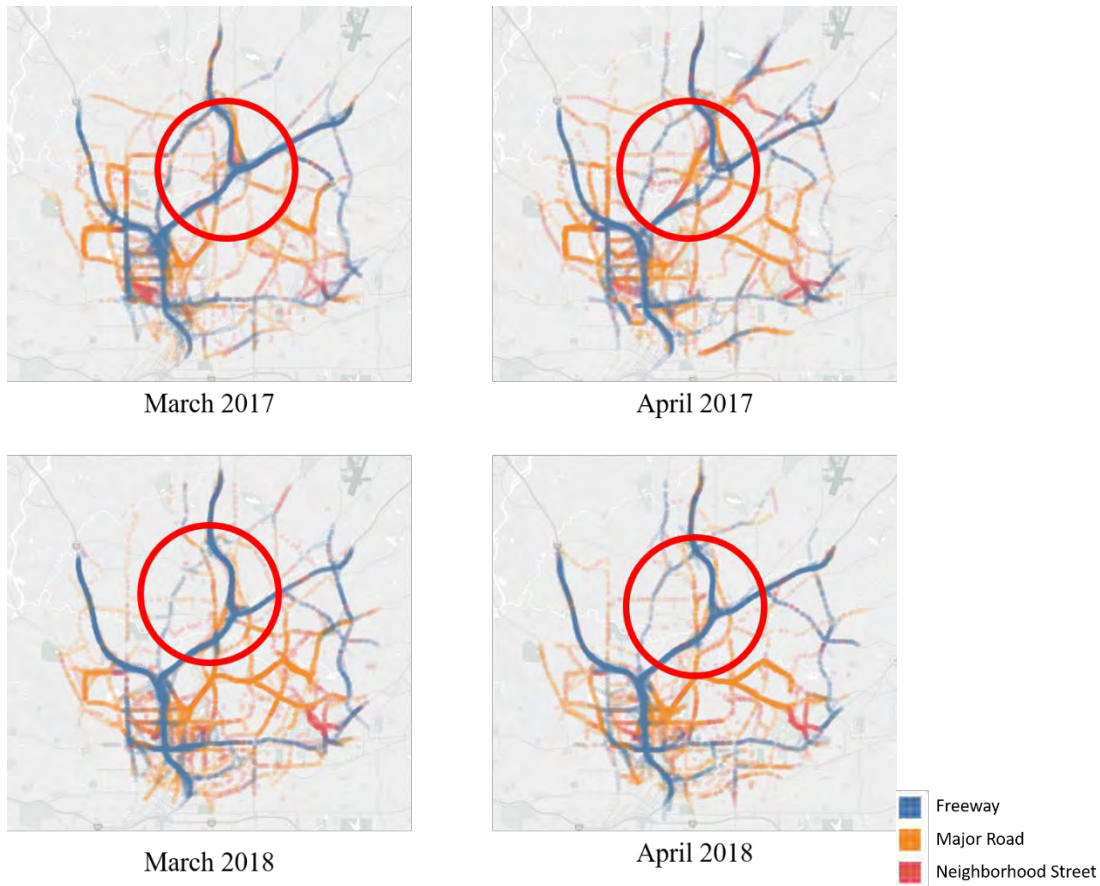 March 2017
April 2017
March 2018
April 2018
Freeway
Major Road
Neighborhood Street